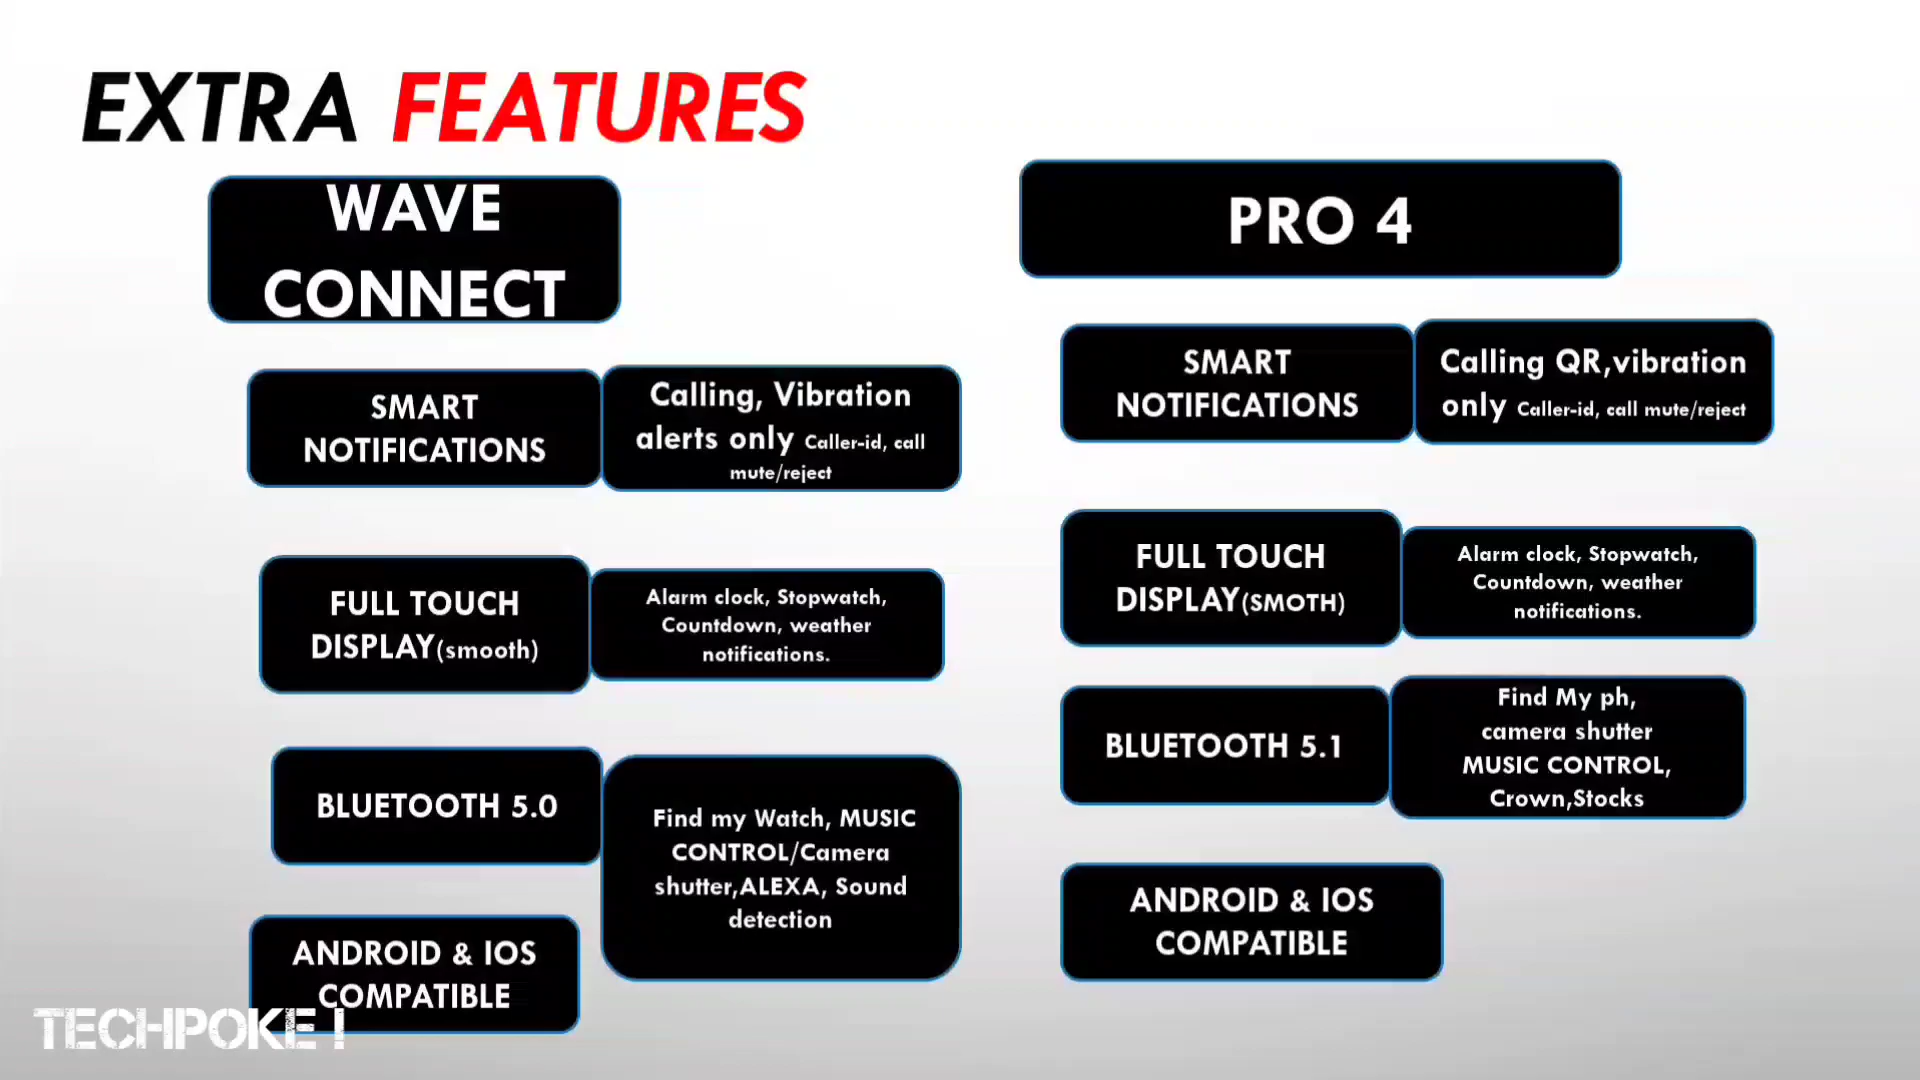 EXTRA FEATURES
WAVE
CONNECT
SMART
NOTIFICATIONS
Calling, Vibration
alerts only Caller-id, call
mute/reject
FULL TOUCH
DISPLAY(smooth)
Alarm clock, Stopwatch,
Countdown, weather
notifications.
BLUETOOTH 5.0
Find my Watch, MUSIC
CONTROL/Camera
shutter,ALEXA, Sound
detection
ANDROID & IOS
COMPATIBLE
PRO 4
SMART
NOTIFICATIONS
Calling QR,vibration
only Caller-id, call mute/reject
FULL TOUCH
DISPLAY(SMOTH)
Alarm clock, Stopwatch,
Countdown, weather
notifications.
BLUETOOTH 5.1
Find My ph,
camera shutter
MUSIC CONTROL,
Crown,Stocks
ANDROID & IOS
COMPATIBLE
TECHPOKE !